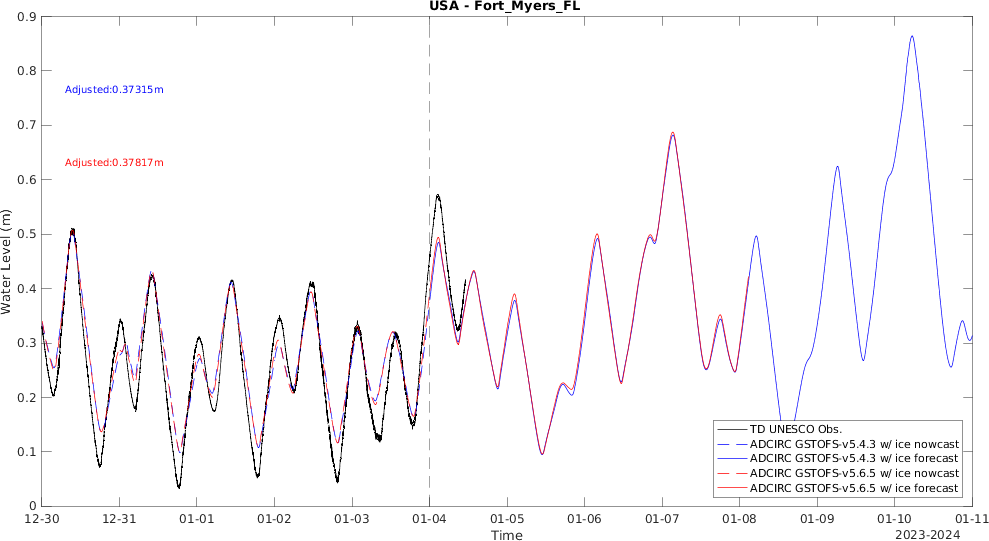 USA - Fort_Myers_FL
0.9
0.8
0.7
0.6
0.5
0.4
0.3
0.2
0.1
0
Water Level (m)
Adjusted:0.37315m
Adjusted:0.37817m
TD UNESCO Obs.
ADCIRC GSTOFS-v5.4.3 w/ ice nowcast
ADCIRC GSTOFS-v5.4.3 w/ ice forecast
ADCIRC GSTOFS-v5.6.5 w/ ice nowcast
ADCIRC GSTOFS-v5.6.5 w/ ice forecast
12-30 12-31 01-01 01-02 01-03 01-04 01-05 01-06 01-07 01-08 01-09 01-10 01-11
Time
2023-2024